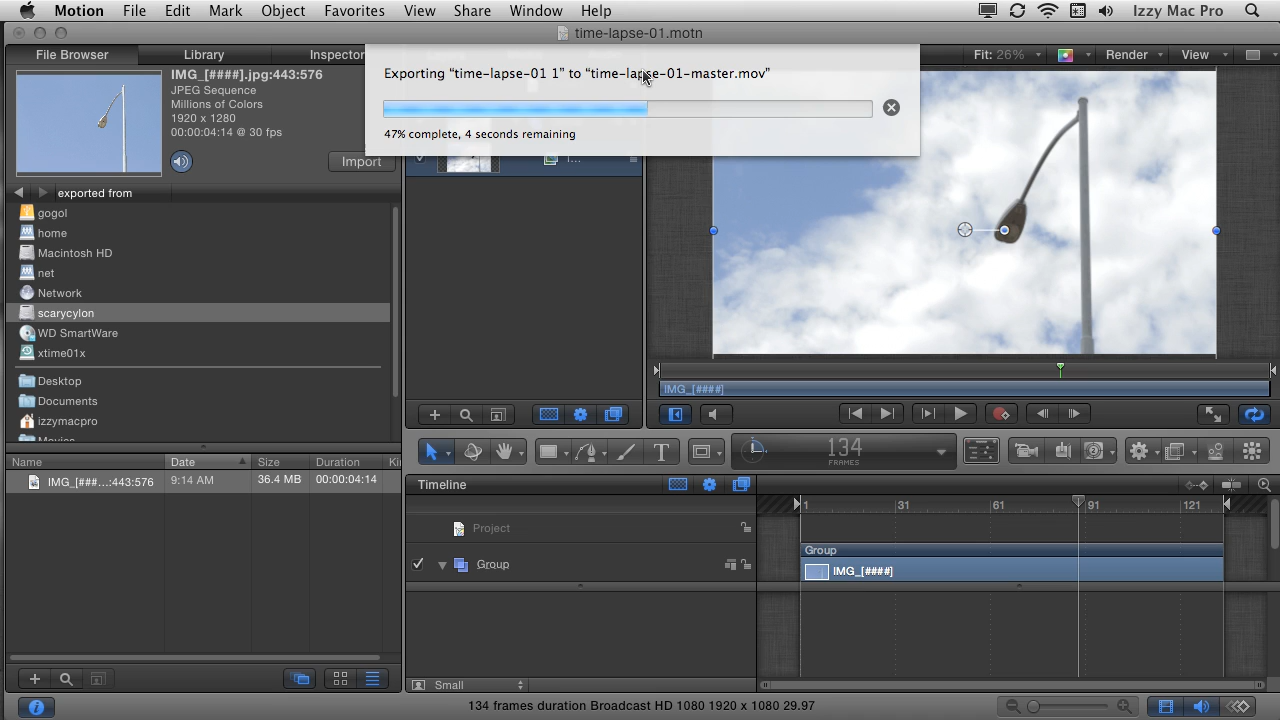 Motion File Edit Mark Object Favorites View Share Window Help Izzy Mac Pro
time-lapse-01.motn
File Browser Library Inspector
Fit: 26% Render View
IMG_[####].jpg:443:576
JPEG Sequence
Millions of Colors
1920 x 1280
00:00:04:14 @ 30 fps
Import
Exporting “time-lapse-01 1” to “time-lapse-01-master.mov”
47% complete, 4 seconds remaining
I...
exported from
gogol
home
Macintosh HD
net
Network
scarycylon
WD SmartWare
xtime01x
Desktop
Documents
izzymacpro
Movies
IMG_[####]
134
FRAMES
Name Date Size Duration Kin
IMG_[###...:443:576 9:14 AM 36.4 MB 00:00:04:14
Timeline
1 31 61 91 121
Project
Group
Group
IMG_[####]
Small
134 frames duration Broadcast HD 1080 1920 x 1080 29.97